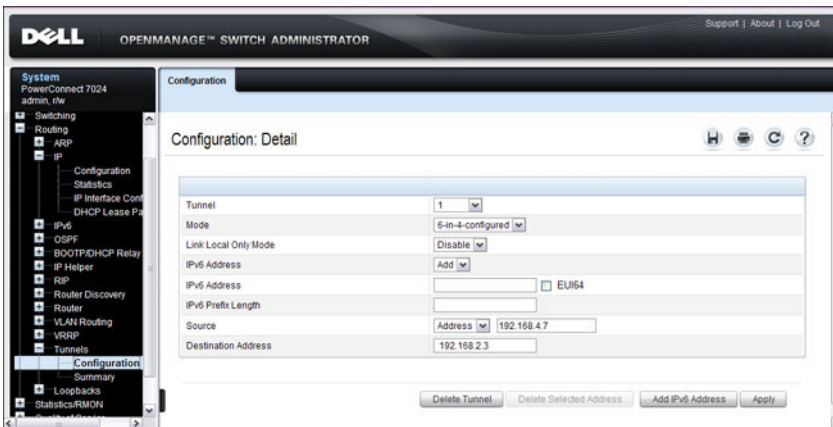 Support | About | Log Out
DELL OPENMANAGE™ SWITCH ADMINISTRATOR
System
PowerConnect 7024
admin, r/w
Switching
Routing
ARP
IP
Configuration
Statistics
IP Interface Conf
DHCP Lease Pa
IPv6
OSPF
BOOTP/DHCP Relay
IP Helper
RIP
Router Discovery
Router
VLAN Routing
VRRP
Tunnels
Configuration
Summary
Loopbacks
Statistics/RMON
Quality of Service
Configuration
Configuration: Detail
Tunnel 1
Mode 6-in-4-configured
Link Local Only Mode Disable
IPv6 Address Add
IPv6 Address EUI64
IPv6 Prefix Length
Source Address 192.168.4.7
Destination Address 192.168.2.3
Delete Tunnel Delete Selected Address Add IPv6 Address Apply